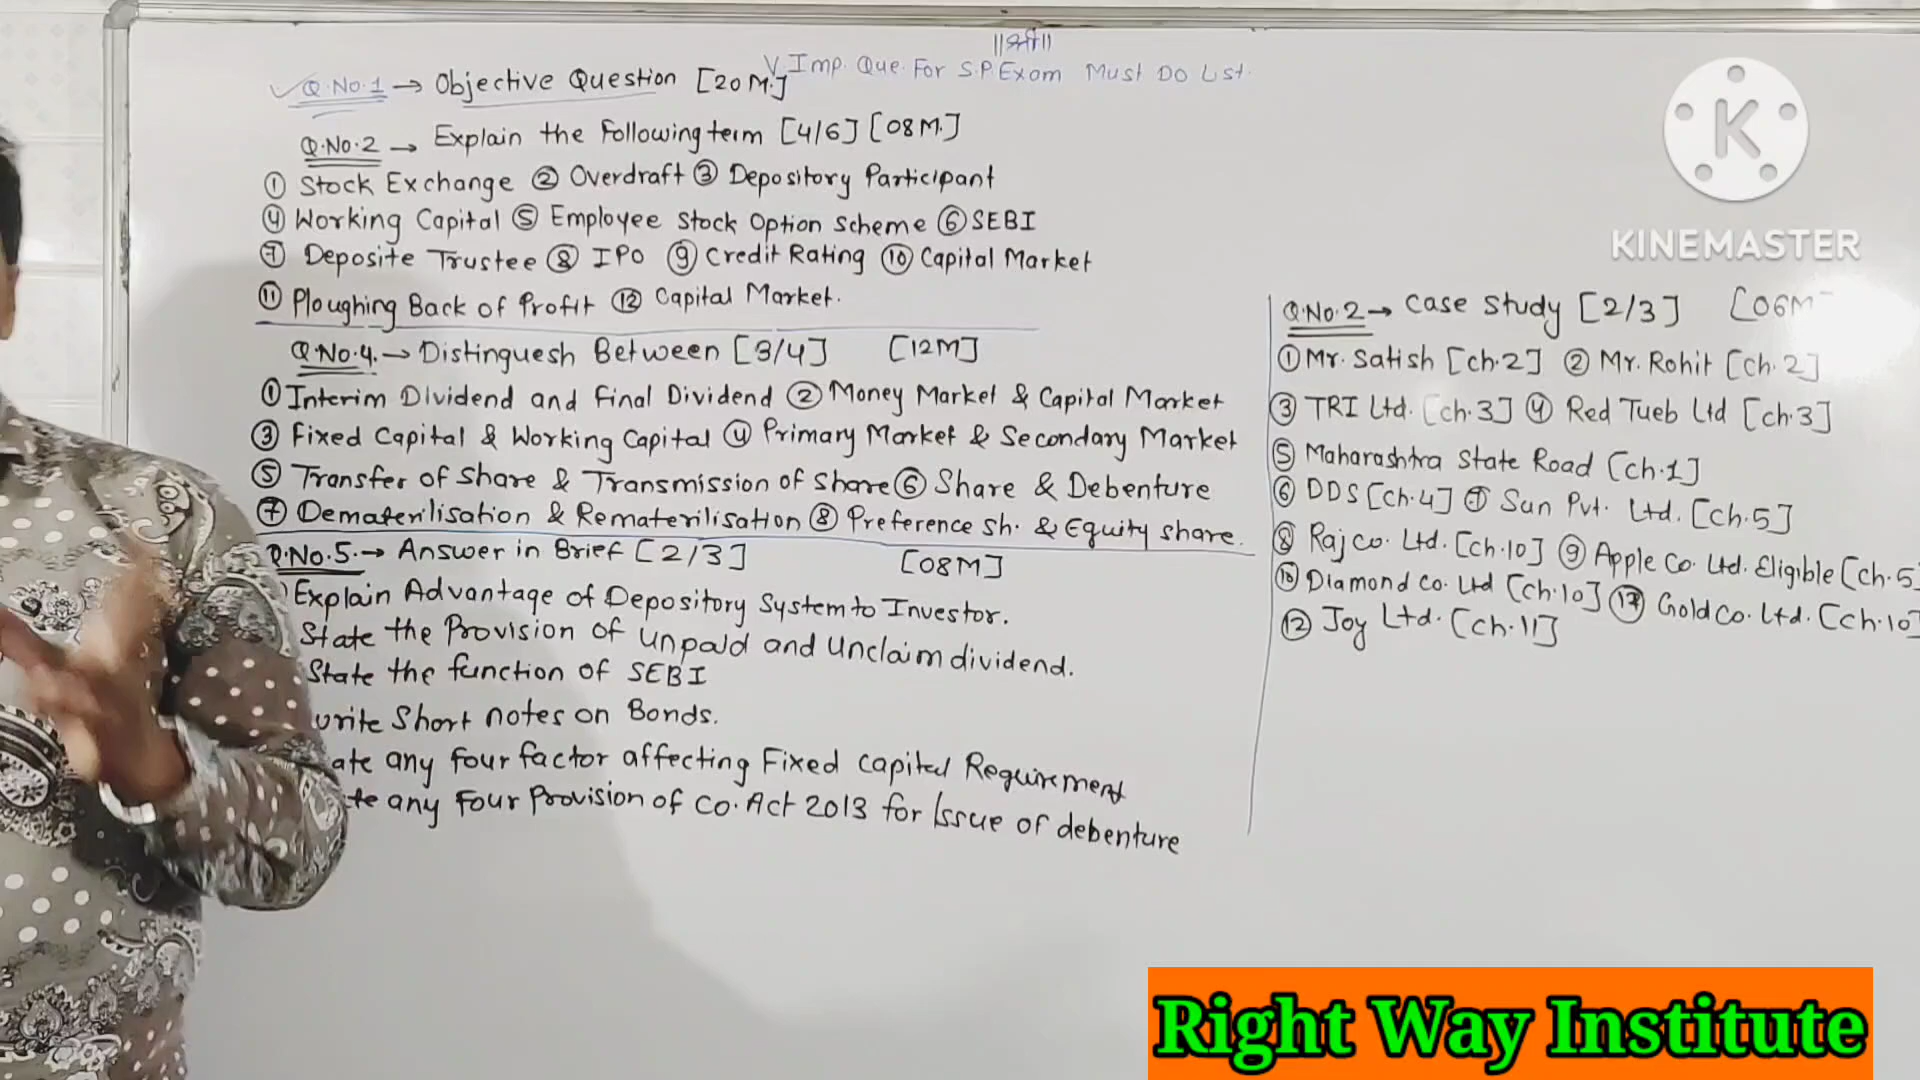 ||श्री||
V. Imp. Que. For S.P. Exam Must Do List.
Q.No.1 → Objective Question [20 M.]
Q.No.2 → Explain the Following term [4/6] [08M.]
① Stock Exchange ② Overdraft ③ Depository Participant
④ Working Capital ⑤ Employee Stock Option Scheme ⑥ SEBI
⑦ Deposite Trustee ⑧ IPO ⑨ Credit Rating ⑩ Capital Market
⑪ Ploughing Back of Profit ⑫ Capital Market.
Q.No.4. → Distinguesh Between [3/4] [12M]
① Interim Dividend and Final Dividend ② Money Market & Capital Market
③ Fixed Capital & Working Capital ④ Primary Market & Secondary Market
⑤ Transfer of Share & Transmission of Share ⑥ Share & Debenture
⑦ Dematerilisation & Rematerilisation ⑧ Preference sh. & Equity share.
Q.No.5. → Answer in Brief [2/3] [08M]
Explain Advantage of Depository System to Investor.
State the Provision of Unpaid and Unclaim dividend.
State the function of SEBI
write Short notes on Bonds.
ate any four factor affecting Fixed capital Requirement
te any Four Provision of Co. Act 2013 for Issue of debenture
Q.No.2 → Case Study [2/3] [06M
① Mr. Satish [ch.2] ② Mr. Rohit [ch.2]
③ TRI Ltd. [ch.3] ④ Red Tueb Ltd [ch.3]
⑤ Maharashtra State Road [ch.1]
⑥ DDS [ch.4] ⑦ Sun Pvt. Ltd. [ch.5]
⑧ Raj co. Ltd. [ch.10] ⑨ Apple Co. Ltd. Eligible [ch.5]
⑩ Diamond co. Ltd [ch.10] Gold Co. Ltd. [ch.10]
⑫ Joy Ltd. [ch.11]
K
KINEMASTER
Right Way Institute